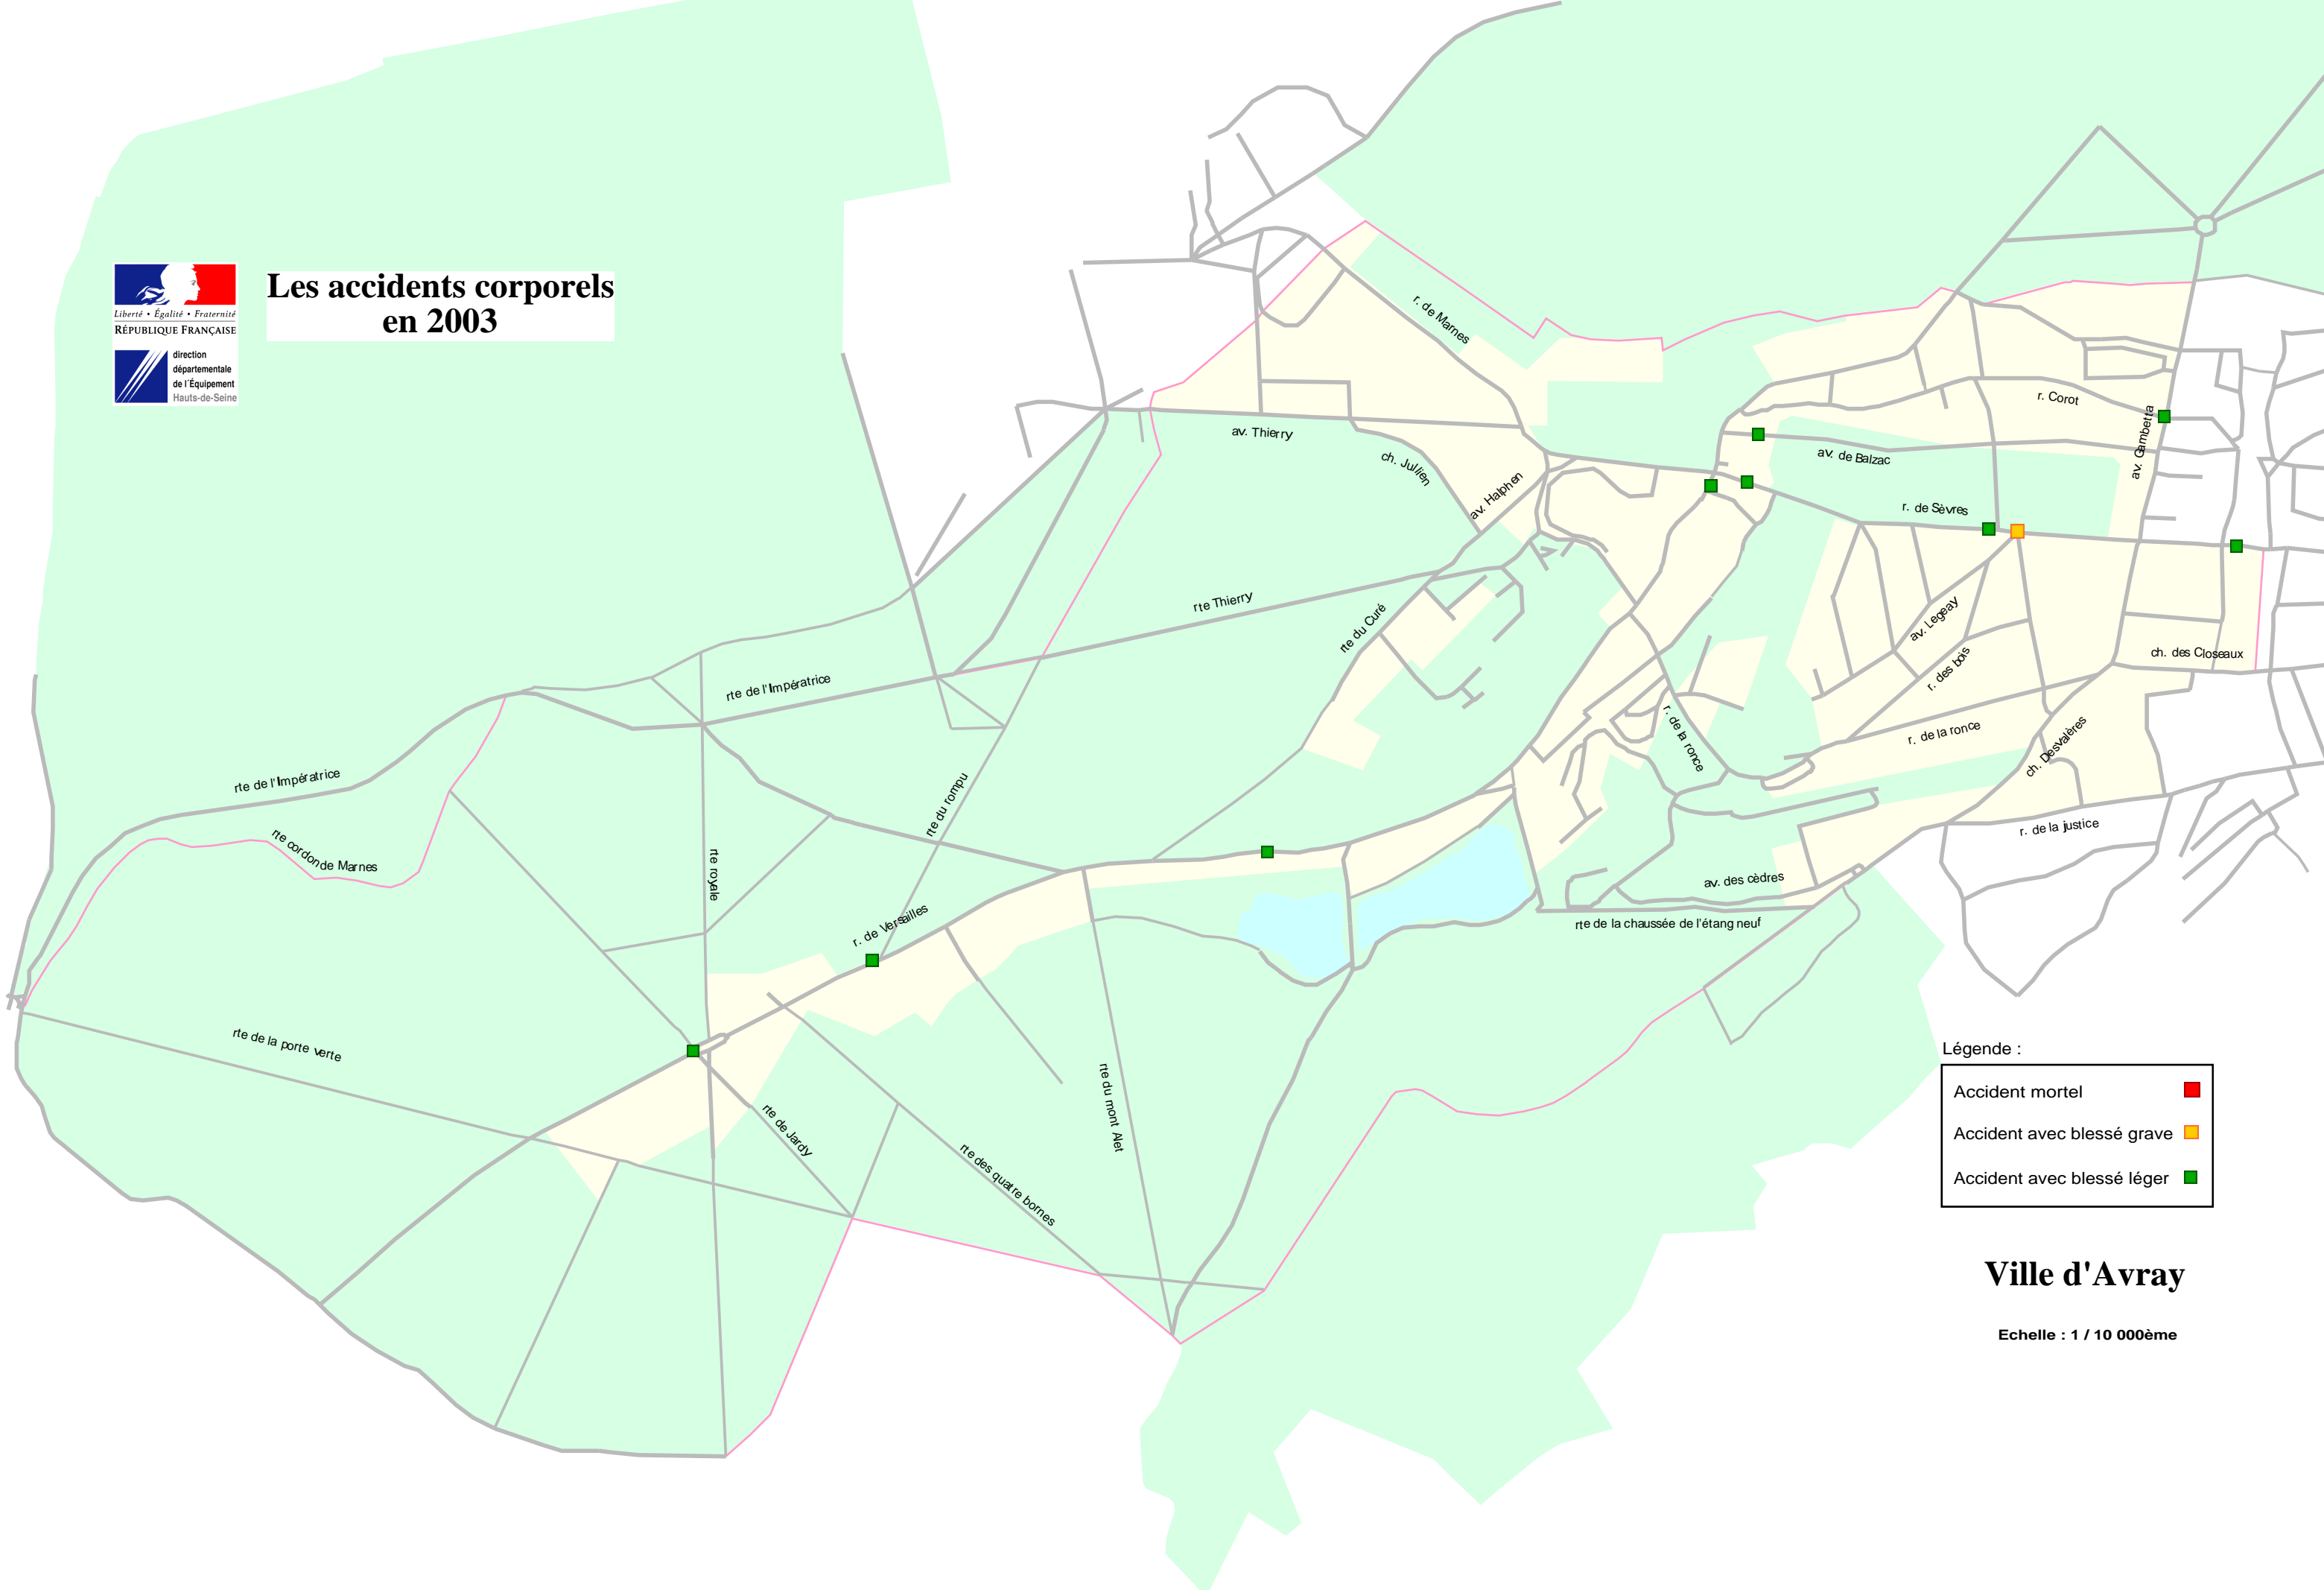 Liberté • Égalité • Fraternité
RÉPUBLIQUE FRANÇAISE
direction
départementale
de l'Équipement
Hauts-de-Seine
Les accidents corporels
en 2003
r. de Marnes
av. Thierry
ch. Jullien
av. Halphen
r. Corot
av. Gambetta
av. de Balzac
r. de Sèvres
rte Thierry
rte du Curé
av. Legeay
r. des bois
ch. des Closeaux
rte de l'Impératrice
rte de l'Impératrice
r. de la ronce
r. de la ronce
ch. Desvalères
rte du rompu
rte cordon de Marnes
rte royale
r. de la justice
av. des cèdres
r. de Versailles
rte de la chaussée de l'étang neuf
rte de la porte verte
rte de Jardy
rte du mont Alet
rte des quatre bornes
Légende :
Accident mortel
Accident avec blessé grave
Accident avec blessé léger
Ville d'Avray
Echelle : 1 / 10 000ème